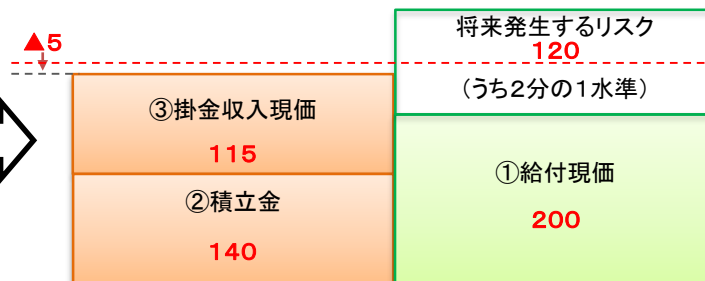 ▲5
将来発生するリスク
120
(うち2分の1水準)
③掛金収入現価
115
①給付現価
200
②積立金
140